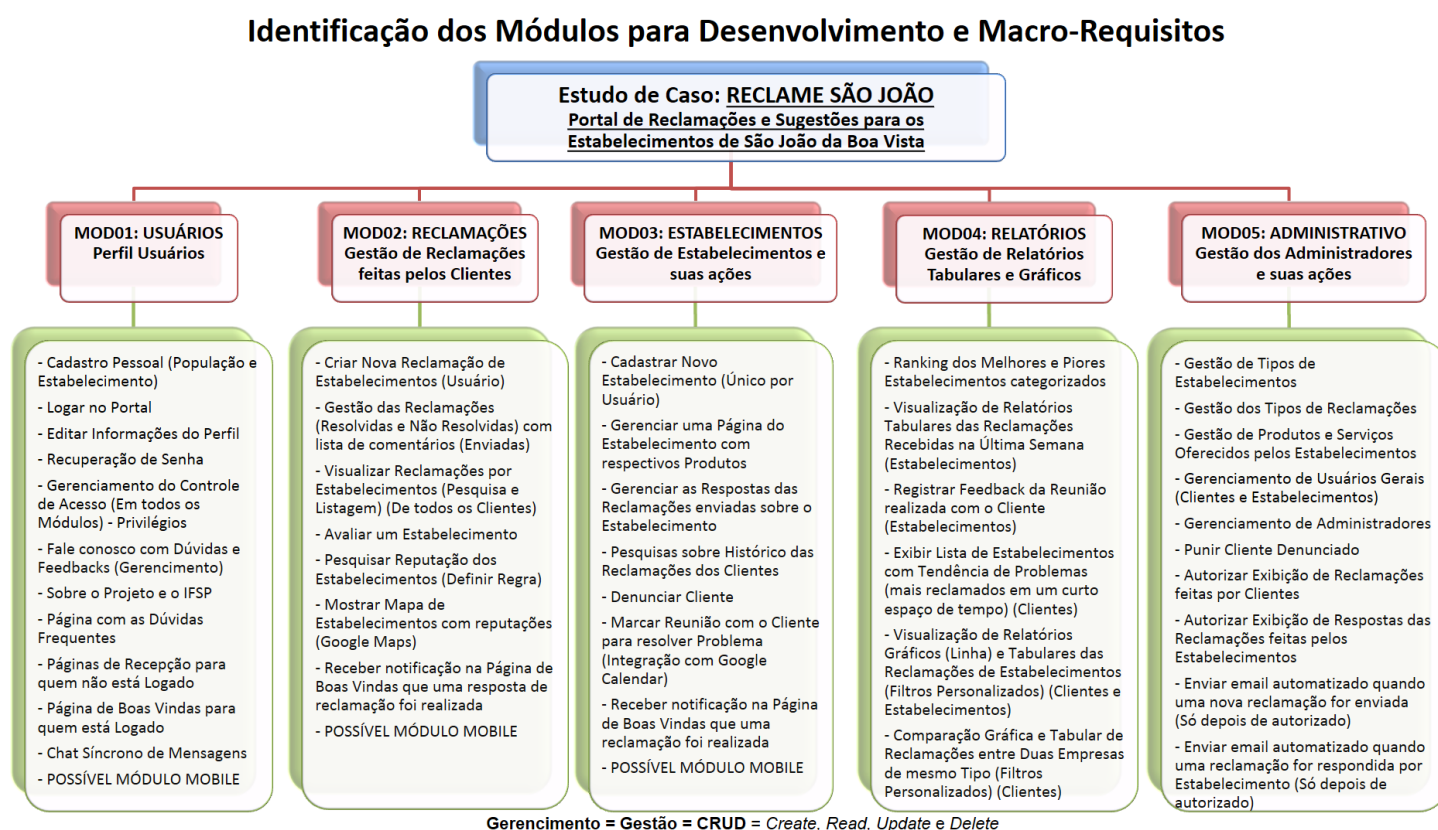 Identificação dos Módulos para Desenvolvimento e Macro-Requisitos
Estudo de Caso: RECLAME SÃO JOÃO
Portal de Reclamações e Sugestões para os
Estabelecimentos de São João da Boa Vista
MOD01: USUÁRIOS
Perfil Usuários
- Cadastro Pessoal (População e
Estabelecimento)
- Logar no Portal
- Editar Informações do Perfil
- Recuperação de Senha
- Gerenciamento do Controle
de Acesso (Em todos os
Módulos) - Privilégios
- Fale conosco com Dúvidas e
Feedbacks (Gerencimento)
- Sobre o Projeto e o IFSP
- Página com as Dúvidas
Frequentes
- Páginas de Recepção para
quem não está Logado
- Página de Boas Vindas para
quem está Logado
- Chat Síncrono de Mensagens
- POSSÍVEL MÓDULO MOBILE
MOD02: RECLAMAÇÕES
Gestão de Reclamações
feitas pelos Clientes
- Criar Nova Reclamação de
Estabelecimentos (Usuário)
- Gestão das Reclamações
(Resolvidas e Não Resolvidas) com
lista de comentários (Enviadas)
- Visualizar Reclamações por
Estabelecimentos (Pesquisa e
Listagem) (De todos os Clientes)
- Avaliar um Estabelecimento
- Pesquisar Reputação dos
Estabelecimentos (Definir Regra)
- Mostrar Mapa de
Estabelecimentos com reputações
(Google Maps)
- Receber notificação na Página de
Boas Vindas que uma resposta de
reclamação foi realizada
- POSSÍVEL MÓDULO MOBILE
MOD03: ESTABELECIMENTOS
Gestão de Estabelecimentos e
suas ações
- Cadastrar Novo
Estabelecimento (Único por
Usuário)
- Gerenciar uma Página do
Estabelecimento com
respectivos Produtos
- Gerenciar as Respostas das
Reclamações enviadas sobre o
Estabelecimento
- Pesquisas sobre Histórico das
Reclamações dos Clientes
- Denunciar Cliente
- Marcar Reunião com o Cliente
para resolver Problema
(Integração com Google
Calendar)
- Receber notificação na Página
de Boas Vindas que uma
reclamação foi realizada
- POSSÍVEL MÓDULO MOBILE
MOD04: RELATÓRIOS
Gestão de Relatórios
Tabulares e Gráficos
- Ranking dos Melhores e Piores
Estabelecimentos categorizados
- Visualização de Relatórios
Tabulares das Reclamações
Recebidas na Última Semana
(Estabelecimentos)
- Registrar Feedback da Reunião
realizada com o Cliente
(Estabelecimentos)
- Exibir Lista de Estabelecimentos
com Tendência de Problemas
(mais reclamados em um curto
espaço de tempo) (Clientes)
- Visualização de Relatórios
Gráficos (Linha) e Tabulares das
Reclamações de Estabelecimentos
(Filtros Personalizados) (Clientes e
Estabelecimentos)
- Comparação Gráfica e Tabular de
Reclamações entre Duas Empresas
de mesmo Tipo (Filtros
Personalizados) (Clientes)
MOD05: ADMINISTRATIVO
Gestão dos Administradores
e suas ações
- Gestão de Tipos de
Estabelecimentos
- Gestão dos Tipos de Reclamações
- Gestão de Produtos e Serviços
Oferecidos pelos Estabelecimentos
- Gerenciamento de Usuários Gerais
(Clientes e Estabelecimentos)
- Gerenciamento de Administradores
- Punir Cliente Denunciado
- Autorizar Exibição de Reclamações
feitas por Clientes
- Autorizar Exibição de Respostas das
Reclamações feitas pelos
Estabelecimentos
- Enviar email automatizado quando
uma nova reclamação for enviada
(Só depois de autorizado)
- Enviar email automatizado quando
uma reclamação for respondida por
Estabelecimento (Só depois de
autorizado)
Gerencimento = Gestão = CRUD = Create, Read, Update e Delete